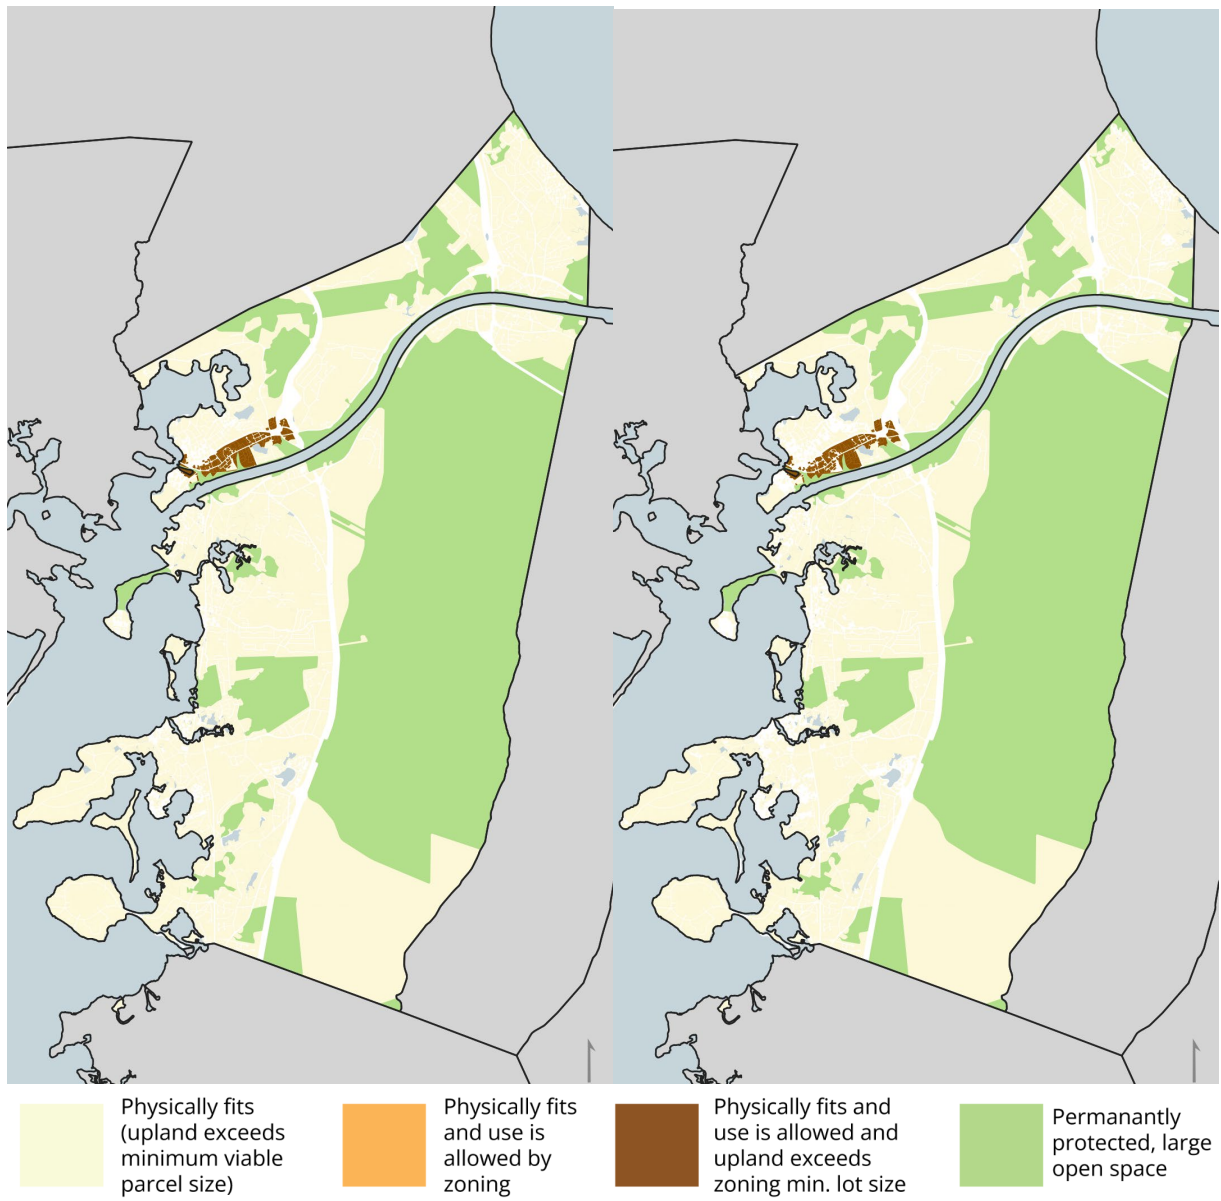 Physically fits
(upland exceeds
minimum viable
parcel size)
Physically fits
and use is
allowed by
zoning
Physically fits and
use is allowed and
upland exceeds
zoning min. lot size
Permanantly
protected, large
open space